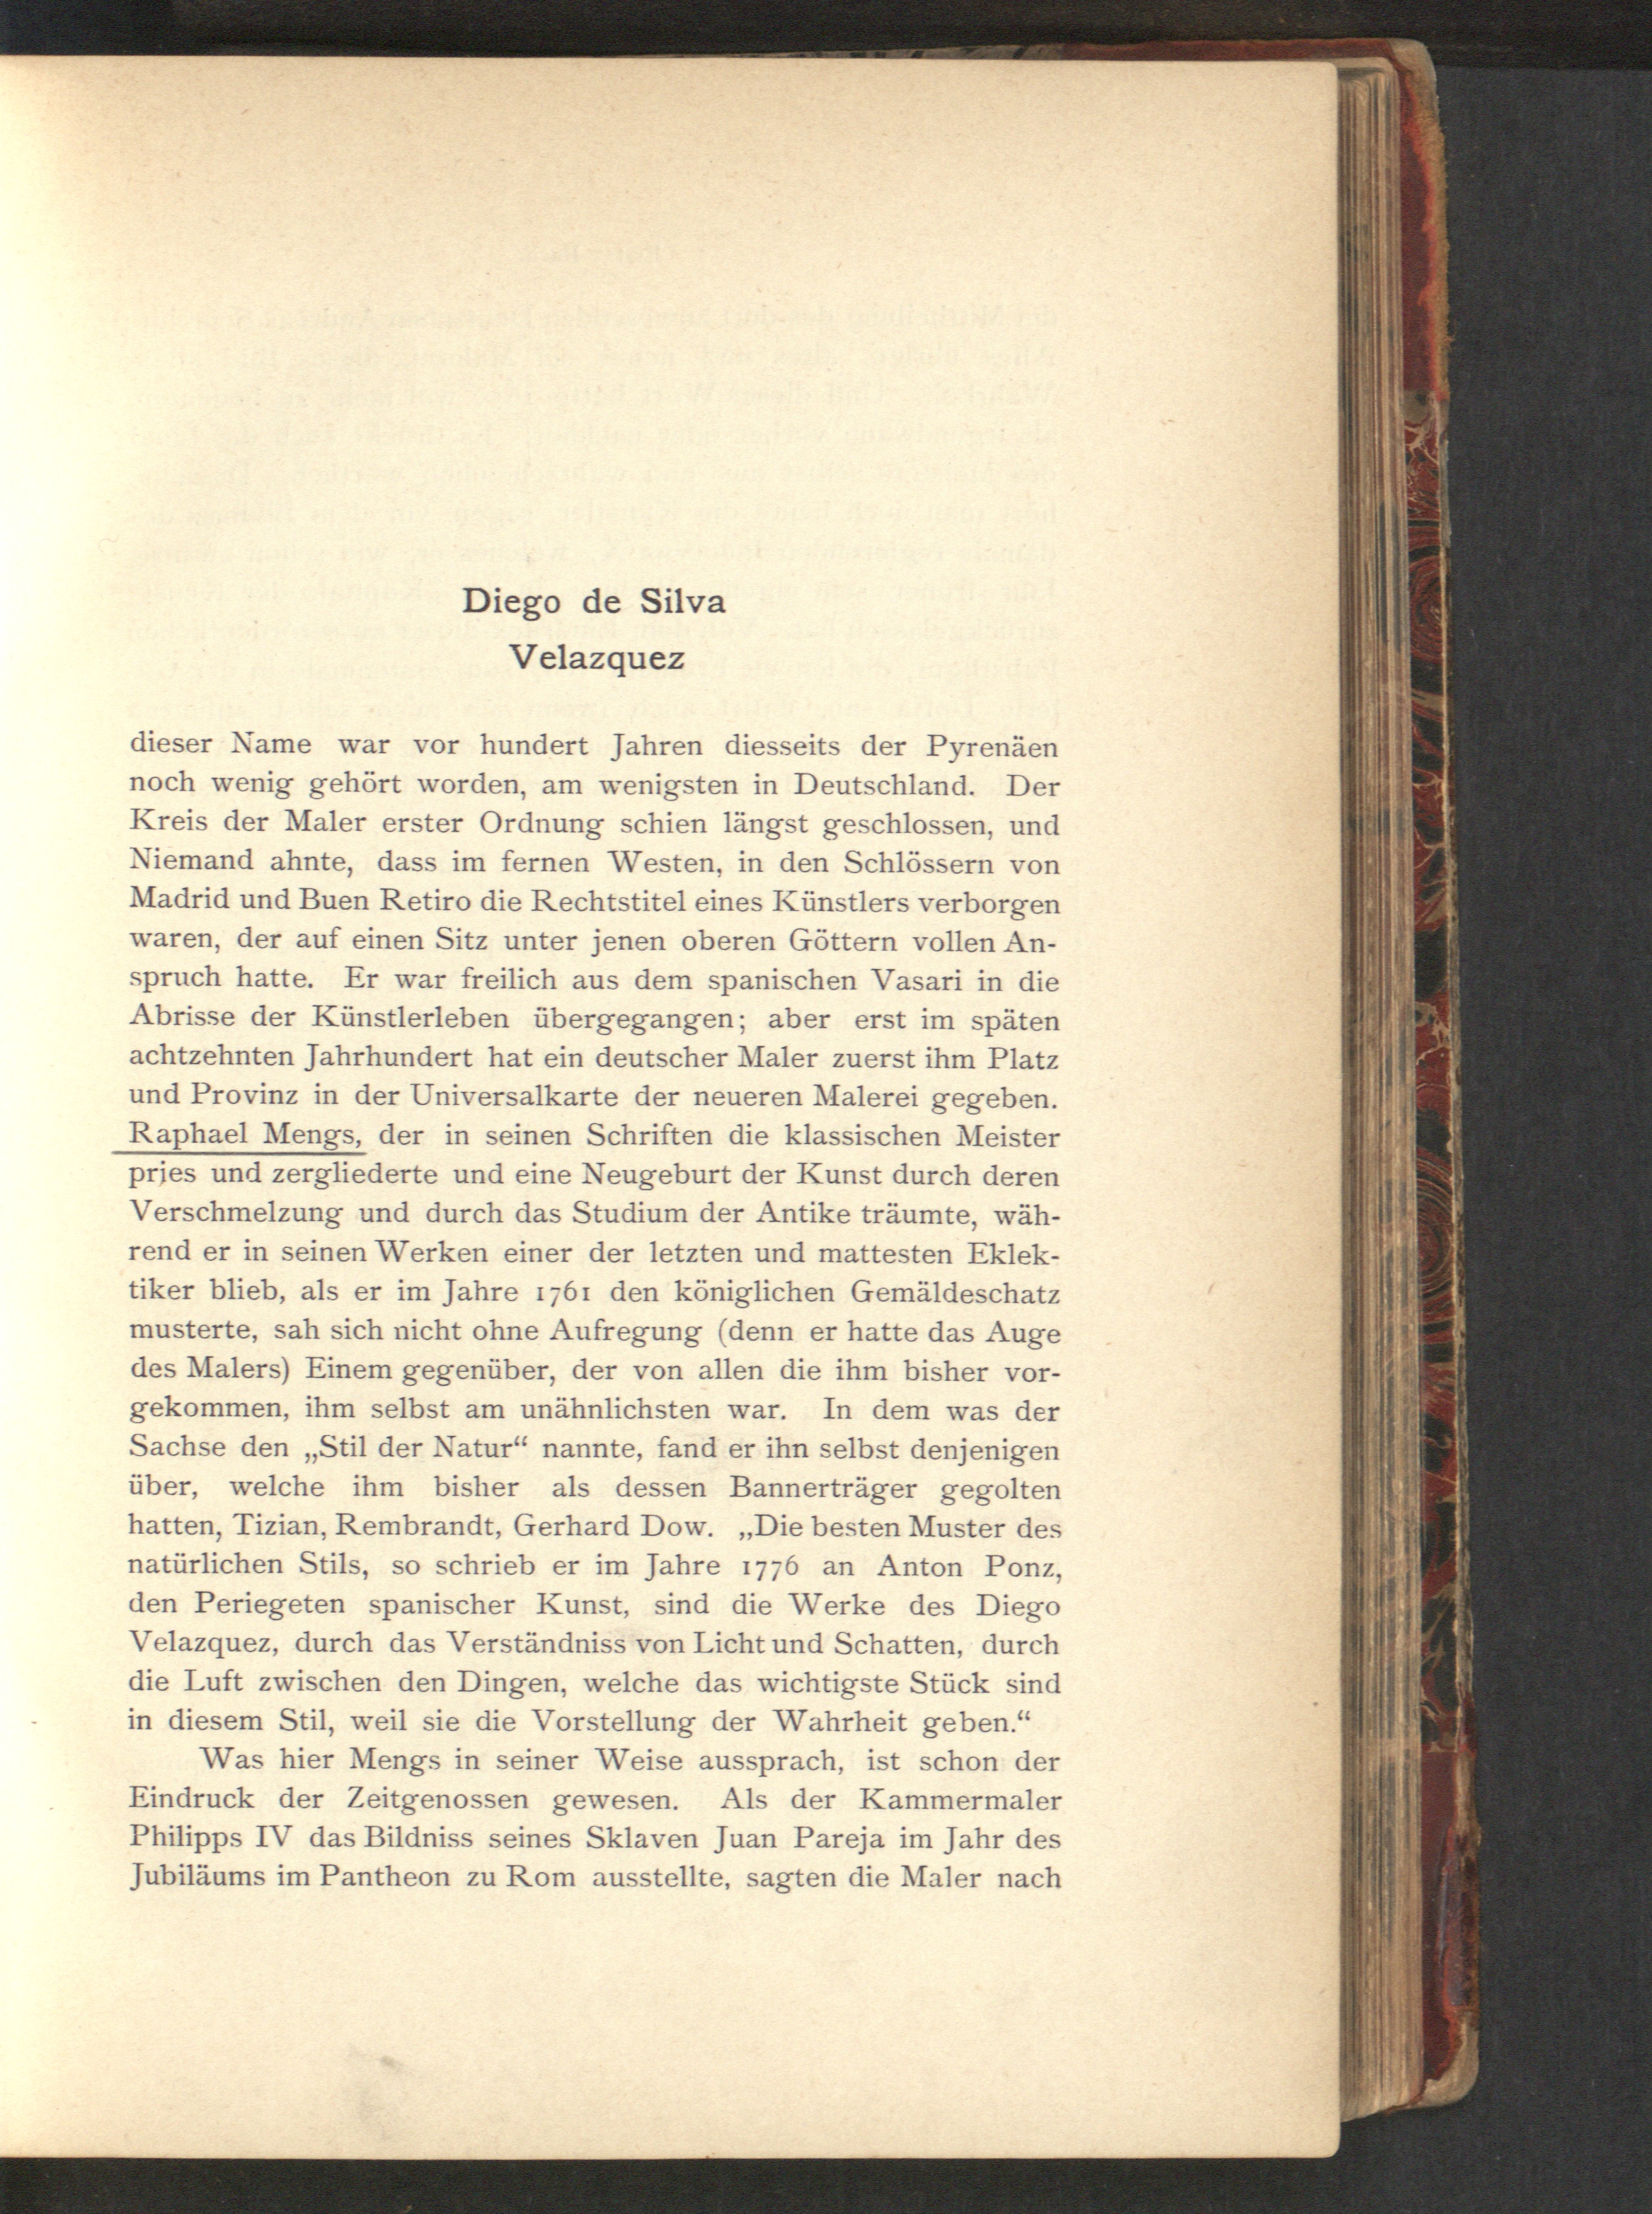 Diego de Silva
Velazquez
dieser Name war vor hundert Jahren diesseits der Pyrenäen
noch wenig gehört worden, am wenigsten in Deutschland. Der
Kreis der Maler erster Ordnung schien längst geschlossen, und
Niemand ahnte, dass im fernen Westen, in den Schlössern von
Madrid und Buen Retiro die Rechtstitel eines Künstlers verborgen
waren, der auf einen Sitz unter jenen oberen Göttern vollen An-
spruch hatte. Er war freilich aus dem spanischen Vasari in die
Abrisse der Künstlerleben übergegangen; aber erst im späten
achtzehnten Jahrhundert hat ein deutscher Maler zuerst ihm Platz
und Provinz in der Universalkarte der neueren Malerei gegeben.
Raphael Mengs, der in seinen Schriften die klassischen Meister
pries und zergliederte und eine Neugeburt der Kunst durch deren
Verschmelzung und durch das Studium der Antike träumte, wäh-
rend er in seinen Werken einer der letzten und mattesten Eklek-
tiker blieb, als er im Jahre 1761 den königlichen Gemäldeschatz
musterte, sah sich nicht ohne Aufregung (denn er hatte das Auge
des Malers) Einem gegenüber, der von allen die ihm bisher vor-
gekommen, ihm selbst am unähnlichsten war. In dem was der
Sachse den „Stil der Natur“ nannte, fand er ihn selbst denjenigen
über, welche ihm bisher als dessen Bannerträger gegolten
hatten, Tizian, Rembrandt, Gerhard Dow. „Die besten Muster des
natürlichen Stils, so schrieb er im Jahre 1776 an Anton Ponz,
den Periegeten spanischer Kunst, sind die Werke des Diego
Velazquez, durch das Verständniss von Licht und Schatten, durch
die Luft zwischen den Dingen, welche das wichtigste Stück sind
in diesem Stil, weil sie die Vorstellung der Wahrheit geben.“
Was hier Mengs in seiner Weise aussprach, ist schon der
Eindruck der Zeitgenossen gewesen. Als der Kammermaler
Philipps IV das Bildniss seines Sklaven Juan Pareja im Jahr des
Jubiläums im Pantheon zu Rom ausstellte, sagten die Maler nach